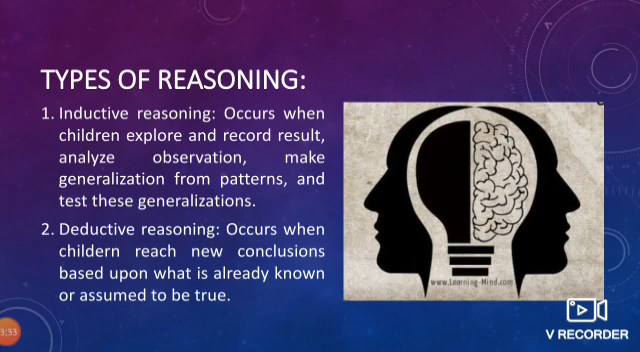 TYPES OF REASONING:
1. Inductive reasoning: Occurs when
children explore and record result,
analyze observation, make
generalization from patterns, and
test these generalizations.
2. Deductive reasoning: Occurs when
childern reach new conclusions
based upon what is already known
or assumed to be true.
www.Learning-Mind.com
3:33
V RECORDER